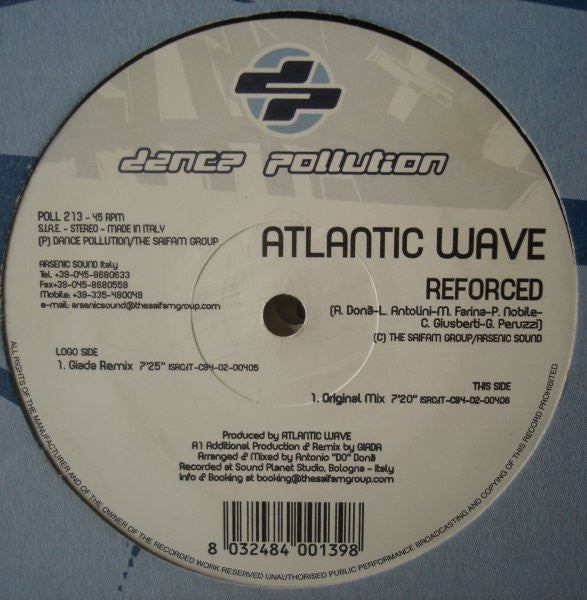 dance pollution
POLL 213 - 45 RPM
S.I.A.E. - STEREO - MADE IN ITALY
(P) DANCE POLLUTION/THE SAIFAM GROUP
ARSENIC SOUND Italy
Tel. +39-045-8680633
Fax+39-045-8680559
Mobile: +39-335-480049
e-mail: arsenicsound@thesaifamgroup.com
ATLANTIC WAVE
REFORCED
(A. Donà-L. Antolini-M. Farina-P. Nobile-
C. Giusberti-G. Peruzzi)
(C) THE SAIFAM GROUP/ARSENIC SOUND
LOGO SIDE
1. Giada Remix 7'25" ISRC:IT-C94-02-00405
THIS SIDE
1. Original Mix 7'20" ISRC:IT-C94-02-00406
Produced by ATLANTIC WAVE
A1 Additional Production & Remix by GIADA
Arranged & Mixed by Antonio "DO" Donà
Recorded at Sound Planet Studio, Bologna - Italy
Info & Booking at booking@thesaifamgroup.com
8 032484 001398
ALL RIGHTS OF THE MANUFACTURER AND OF THE OWNER OF THE RECORDED WORK RESERVED UNAUTHORISED PUBLIC PERFORMANCE BROADCASTING AND COPYING OF THIS RECORD PROHIBITED